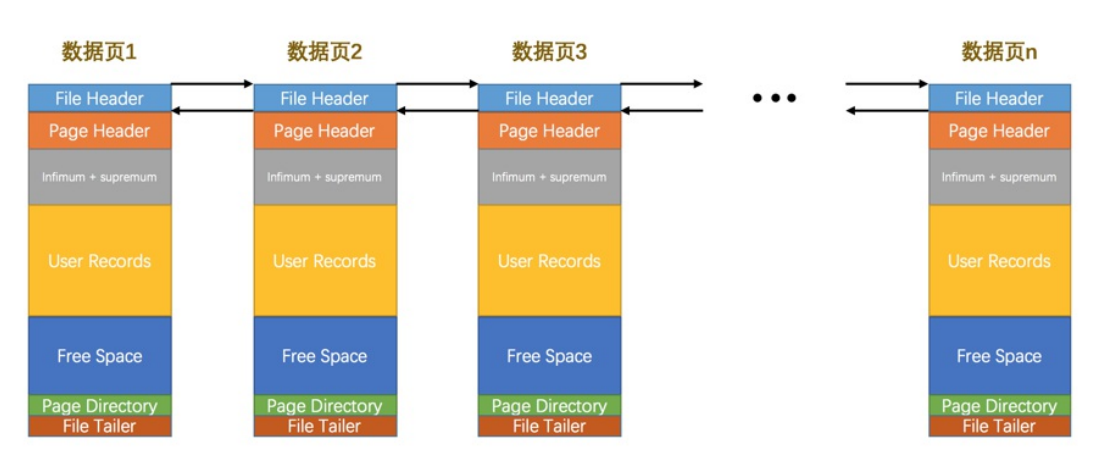 数据页1
数据页2
数据页3
数据页n
File Header
File Header
File Header
File Header
Page Header
Page Header
Page Header
Page Header
Infimum + supremum
Infimum + supremum
Infimum + supremum
Infimum + supremum
User Records
User Records
User Records
User Records
Free Space
Free Space
Free Space
Free Space
Page Directory
Page Directory
Page Directory
Page Directory
File Tailer
File Tailer
File Tailer
File Tailer